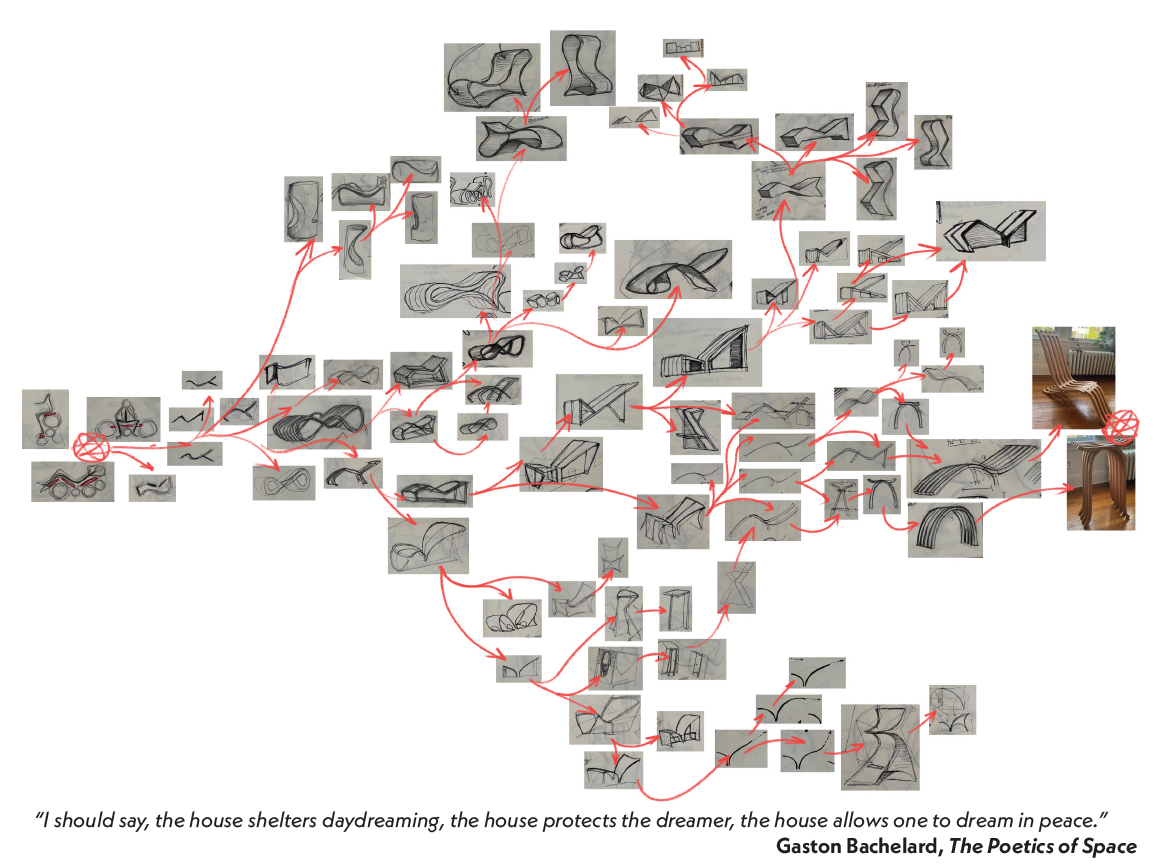 “I should say, the house shelters daydreaming, the house protects the dreamer, the house allows one to dream in peace.”
Gaston Bachelard, The Poetics of Space